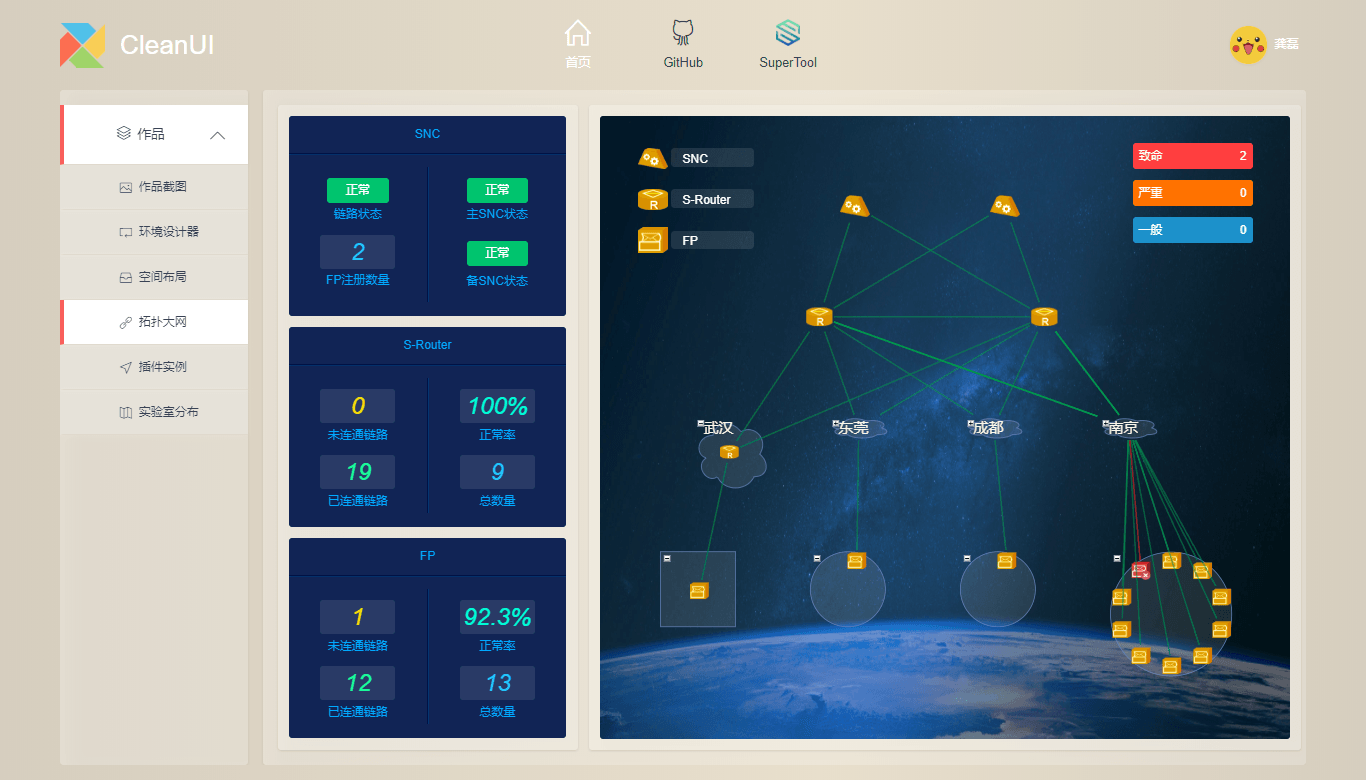 CleanUI
首页
GitHub
SuperTool
龚磊
作品
作品截图
环境设计器
空间布局
拓扑大网
插件实例
实验室分布
SNC
正常
链路状态
正常
主SNC状态
2
FP注册数量
正常
备SNC状态
S-Router
0
未连通链路
100%
正常率
19
已连通链路
9
总数量
FP
1
未连通链路
92.3%
正常率
12
已连通链路
13
总数量
SNC
S-Router
FP
致命 2
严重 0
一般 0
R
R
R
武汉
东莞
成都
南京
R